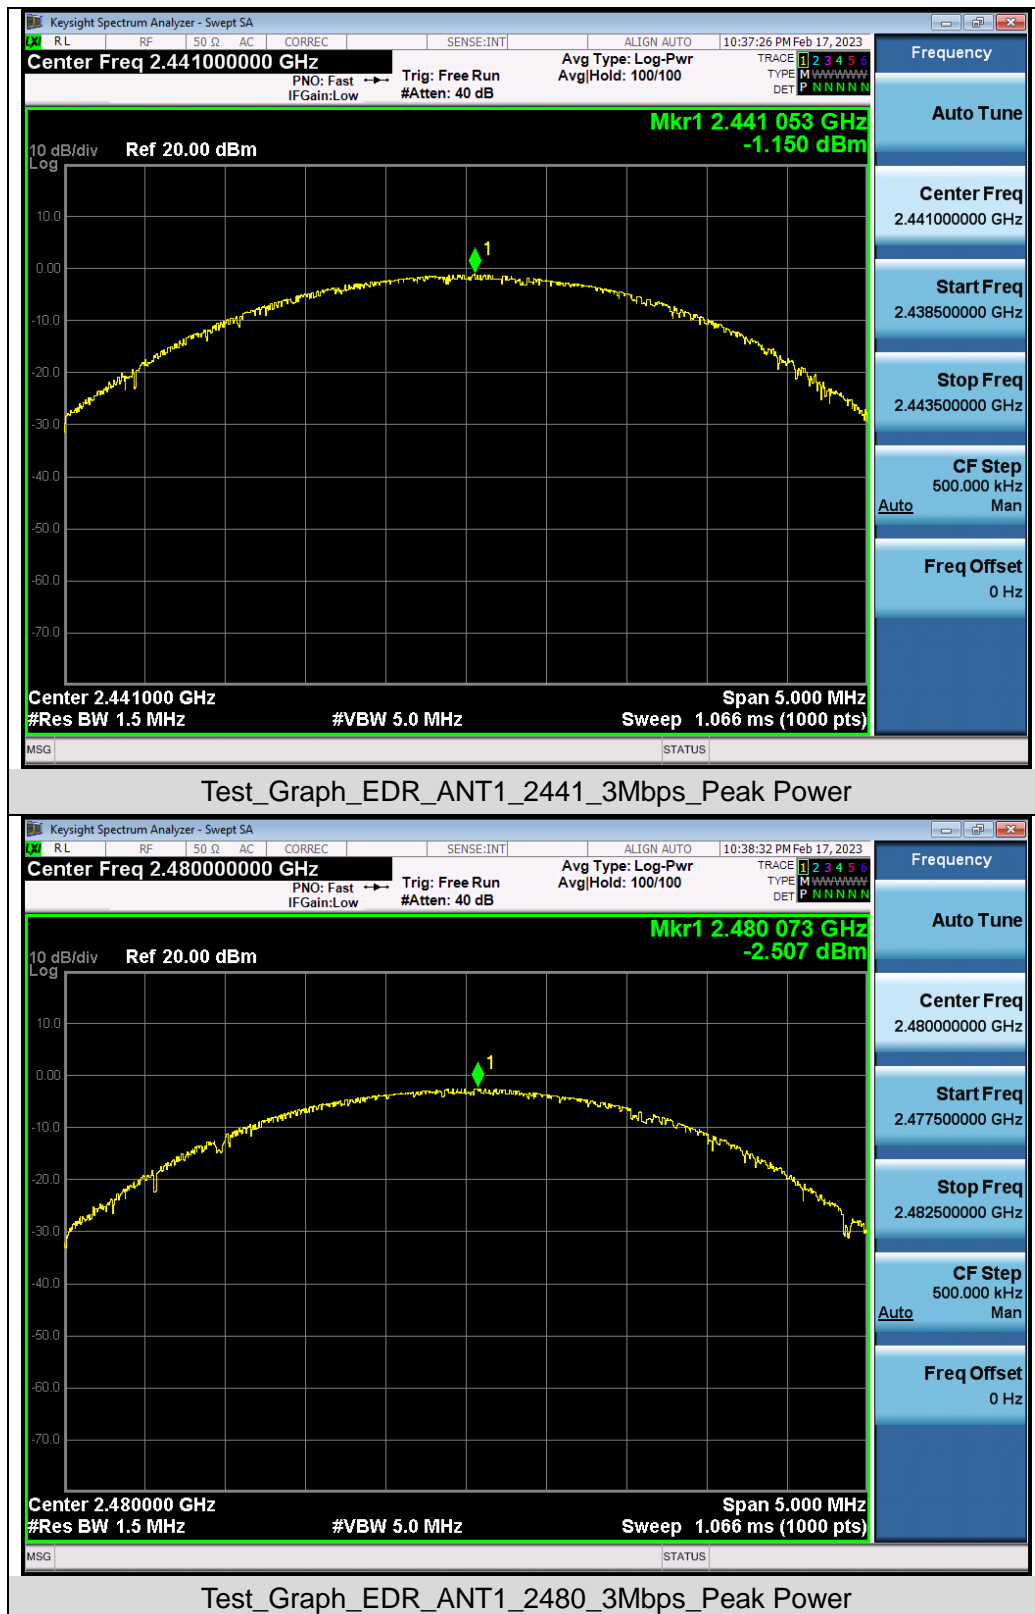 Keysight Spectrum Analyzer - Swept SA
LXI RL RF 50 Ω AC CORREC SENSE:INT ALIGN AUTO 10:37:26 PM Feb 17, 2023
Center Freq 2.441000000 GHz
PNO: Fast
IFGain:Low
Trig: Free Run
#Atten: 40 dB
Avg Type: Log-Pwr
Avg|Hold: 100/100
TRACE 1 2 3 4 5 6
TYPE M WWWWW
DET P N N N N N
Mkr1 2.441 053 GHz
-1.150 dBm
10 dB/div Ref 20.00 dBm
Log
10.0
1
0.00
-10.0
-20.0
-30.0
-40.0
-50.0
-60.0
-70.0
Center 2.441000 GHz Span 5.000 MHz
#Res BW 1.5 MHz #VBW 5.0 MHz Sweep 1.066 ms (1000 pts)
MSG STATUS
Frequency
Auto Tune
Center Freq
2.441000000 GHz
Start Freq
2.438500000 GHz
Stop Freq
2.443500000 GHz
CF Step
500.000 kHz
Auto Man
Freq Offset
0 Hz
Test_Graph_EDR_ANT1_2441_3Mbps_Peak Power
Keysight Spectrum Analyzer - Swept SA
LXI RL RF 50 Ω AC CORREC SENSE:INT ALIGN AUTO 10:38:32 PM Feb 17, 2023
Center Freq 2.480000000 GHz
PNO: Fast
IFGain:Low
Trig: Free Run
#Atten: 40 dB
Avg Type: Log-Pwr
Avg|Hold: 100/100
TRACE 1 2 3 4 5 6
TYPE M WWWWW
DET P N N N N N
Mkr1 2.480 073 GHz
-2.507 dBm
10 dB/div Ref 20.00 dBm
Log
10.0
1
0.00
-10.0
-20.0
-30.0
-40.0
-50.0
-60.0
-70.0
Center 2.480000 GHz Span 5.000 MHz
#Res BW 1.5 MHz #VBW 5.0 MHz Sweep 1.066 ms (1000 pts)
MSG STATUS
Frequency
Auto Tune
Center Freq
2.480000000 GHz
Start Freq
2.477500000 GHz
Stop Freq
2.482500000 GHz
CF Step
500.000 kHz
Auto Man
Freq Offset
0 Hz
Test_Graph_EDR_ANT1_2480_3Mbps_Peak Power